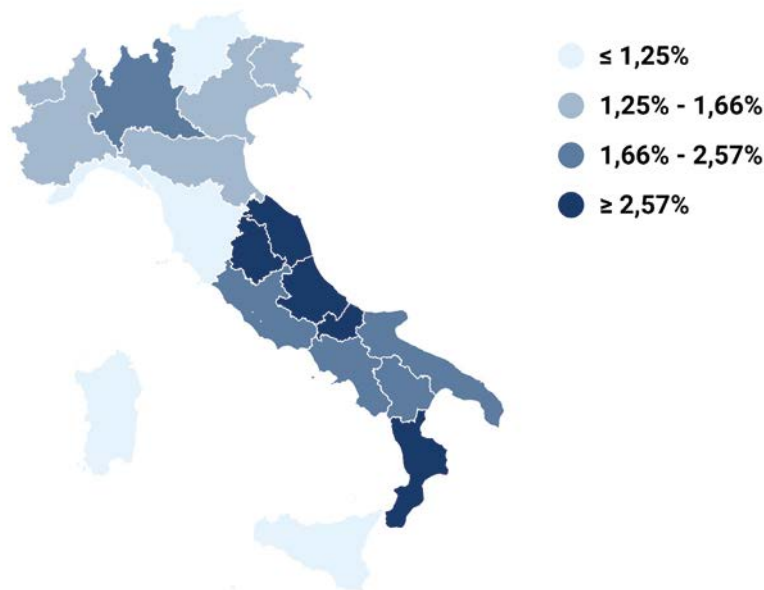 ≤ 1,25%
1,25% - 1,66%
1,66% - 2,57%
≥ 2,57%